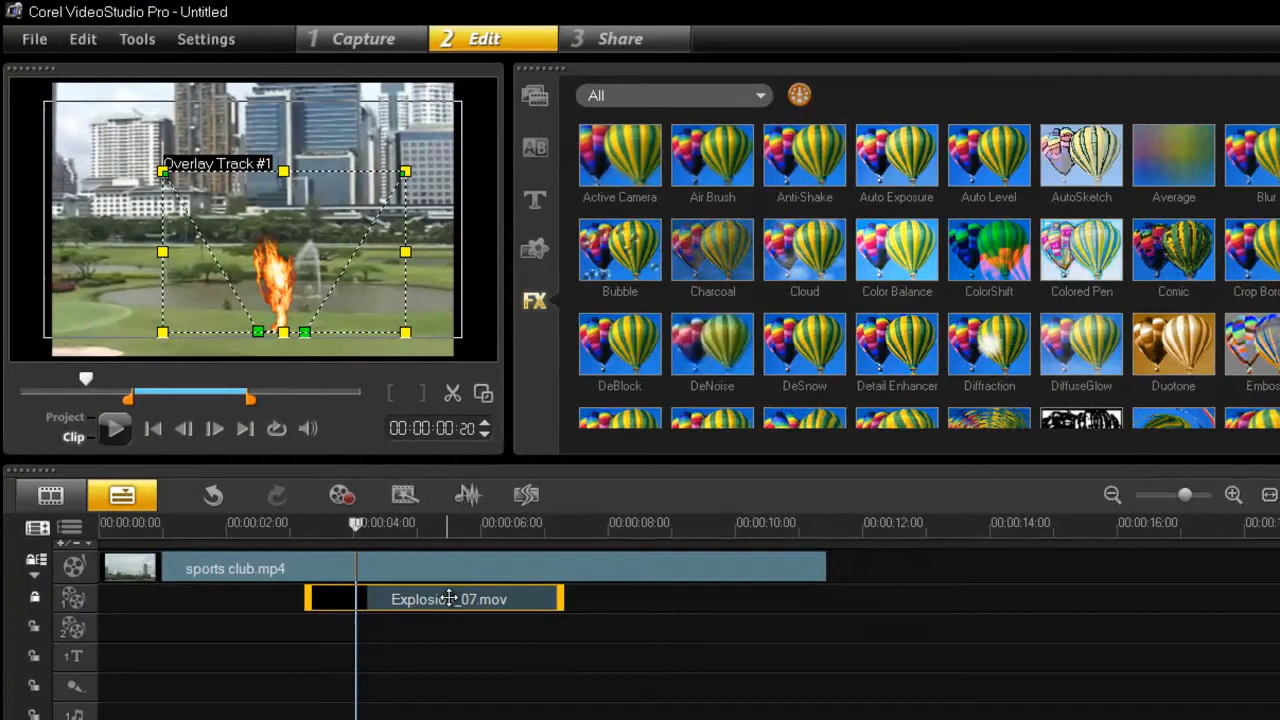 Corel VideoStudio Pro - Untitled
File Edit Tools Settings 1 Capture 2 Edit 3 Share
All
Overlay Track #1
Active Camera Air Brush Anti-Shake Auto Exposure Auto Level AutoSketch Average Blur
Bubble Charcoal Cloud Color Balance ColorShift Colored Pen Comic Crop Bor
FX
DeBlock DeNoise DeSnow Detail Enhancer Diffraction DiffuseGlow Duotone Embos
Project
Clip
[ ]
00:00:00:20
00:00:00:00 00:00:02:00 00:00:04:00 00:00:06:00 00:00:08:00 00:00:10:00 00:00:12:00 00:00:14:00 00:00:16:00
sports club.mp4
1 Explosion_07.mov
2
1T
1